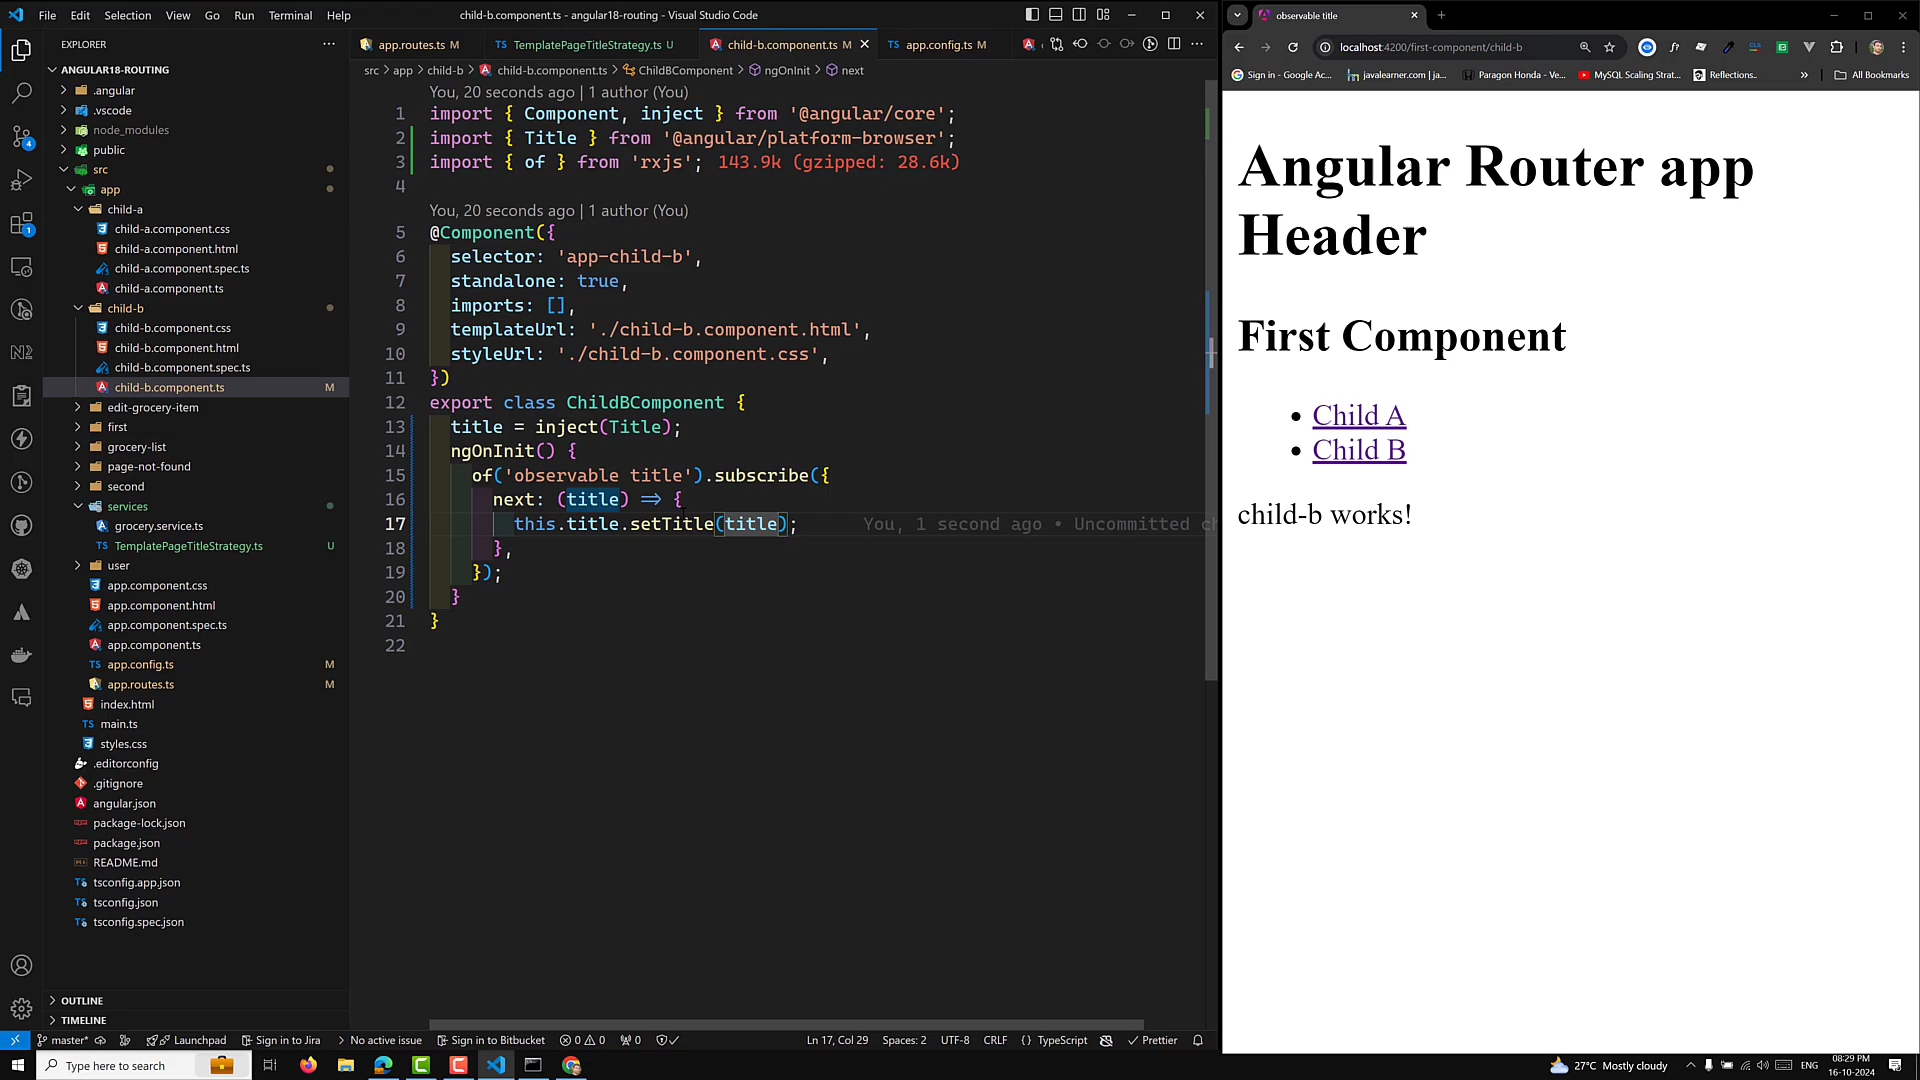 File Edit Selection View Go Run Terminal Help
child-b.component.ts - angular18-routing - Visual Studio Code
EXPLORER
ANGULAR18-ROUTING
.angular
.vscode
node_modules
public
src
app
child-a
child-a.component.css
child-a.component.html
child-a.component.spec.ts
child-a.component.ts
child-b
child-b.component.css
child-b.component.html
child-b.component.spec.ts
child-b.component.ts M
edit-grocery-item
first
grocery-list
page-not-found
second
services
grocery.service.ts
TS TemplatePageTitleStrategy.ts U
user
app.component.css
app.component.html
app.component.spec.ts
app.component.ts
TS app.config.ts M
app.routes.ts M
index.html
TS main.ts
styles.css
.editorconfig
.gitignore
angular.json
package-lock.json
package.json
README.md
tsconfig.app.json
tsconfig.json
tsconfig.spec.json
OUTLINE
TIMELINE
app.routes.ts M TS TemplatePageTitleStrategy.ts U child-b.component.ts M TS app.config.ts M
src > app > child-b > child-b.component.ts > ChildBComponent > ngOnInit > next
You, 20 seconds ago | 1 author (You)
1 import { Component, inject } from '@angular/core';
2 import { Title } from '@angular/platform-browser';
3 import { of } from 'rxjs'; 143.9k (gzipped: 28.6k)
4
You, 20 seconds ago | 1 author (You)
5 @Component({
6 selector: 'app-child-b',
7 standalone: true,
8 imports: [],
9 templateUrl: './child-b.component.html',
10 styleUrl: './child-b.component.css',
11 })
12 export class ChildBComponent {
13 title = inject(Title);
14 ngOnInit() {
15 of('observable title').subscribe({
16 next: (title) => {
17 this.title.setTitle(title); You, 1 second ago • Uncommitted ch
18 },
19 });
20 }
21 }
22
master* Launchpad Sign in to Jira No active issue Sign in to Bitbucket 0 0 0 Ln 17, Col 29 Spaces: 2 UTF-8 CRLF {} TypeScript Prettier
observable title
localhost:4200/first-component/child-b
Sign in - Google Ac... javalearner.com | ja... Paragon Honda - Ve... MySQL Scaling Strat... Reflections.. » All Bookmarks
Angular Router app
Header
First Component
• Child A
• Child B
child-b works!
Type here to search
27°C Mostly cloudy ENG
08:29 PM
16-10-2024